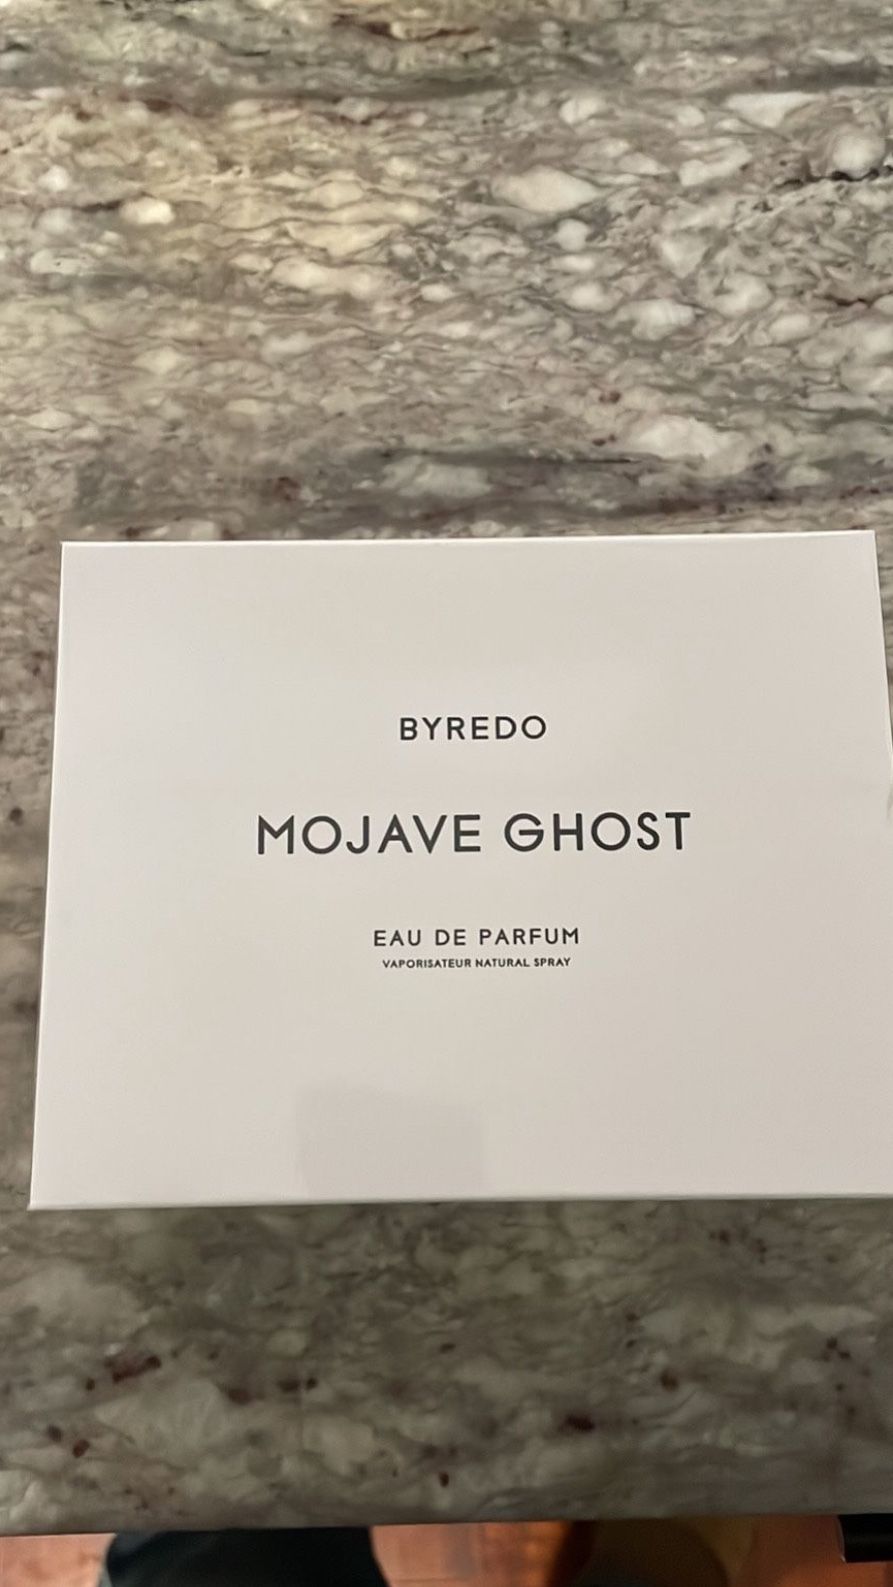 BYREDO
MOJAVE GHOST
EAU DE PARFUM
VAPORISATEUR NATURAL SPRAY